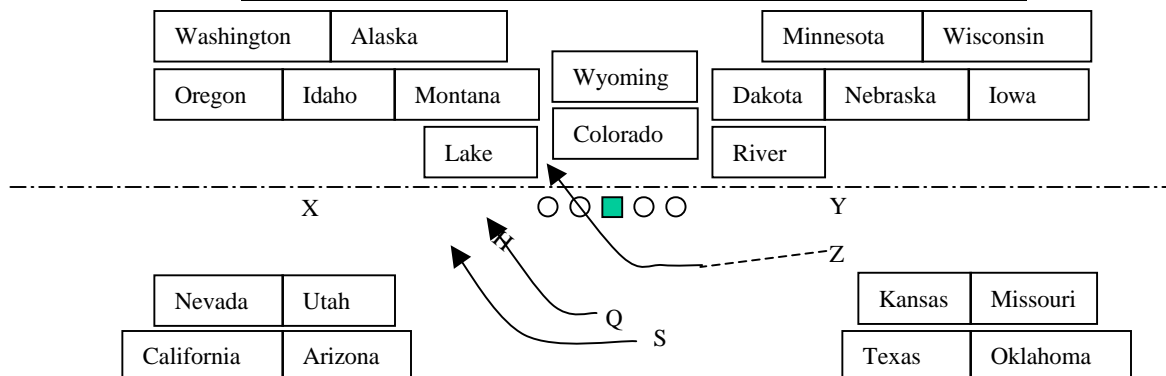 Washington Alaska Minnesota Wisconsin
Wyoming
Oregon Idaho Montana Dakota Nebraska Iowa
Colorado
Lake River
X Y
H
Z
Nevada Utah Kansas Missouri
Q
S
California Arizona Texas Oklahoma